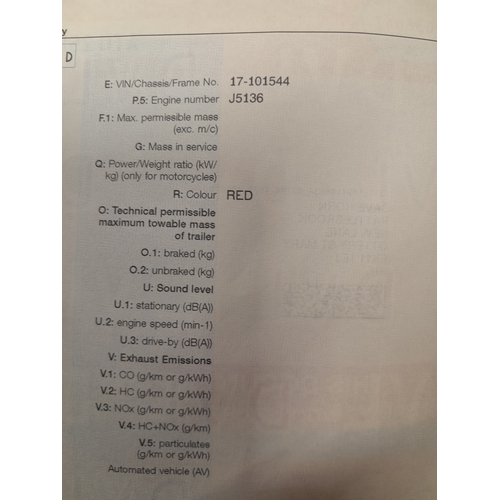 y
D
E: VIN/Chassis/Frame No. 17-101544
P.5: Engine number J5136
F.1: Max. permissible mass
(exc. m/c)
G: Mass in service
Q: Power/Weight ratio (kW/
kg) (only for motorcycles)
R: Colour RED
O: Technical permissible
maximum towable mass
of trailer
O.1: braked (kg)
O.2: unbraked (kg)
U: Sound level
U.1: stationary (dB(A))
U.2: engine speed (min-1)
U.3: drive-by (dB(A))
V: Exhaust Emissions
V.1: CO (g/km or g/kWh)
V.2: HC (g/km or g/kWh)
V.3: NOx (g/km or g/kWh)
V.4: HC+NOx (g/km)
V.5: particulates
(g/km or g/kWh)
Automated vehicle (AV)